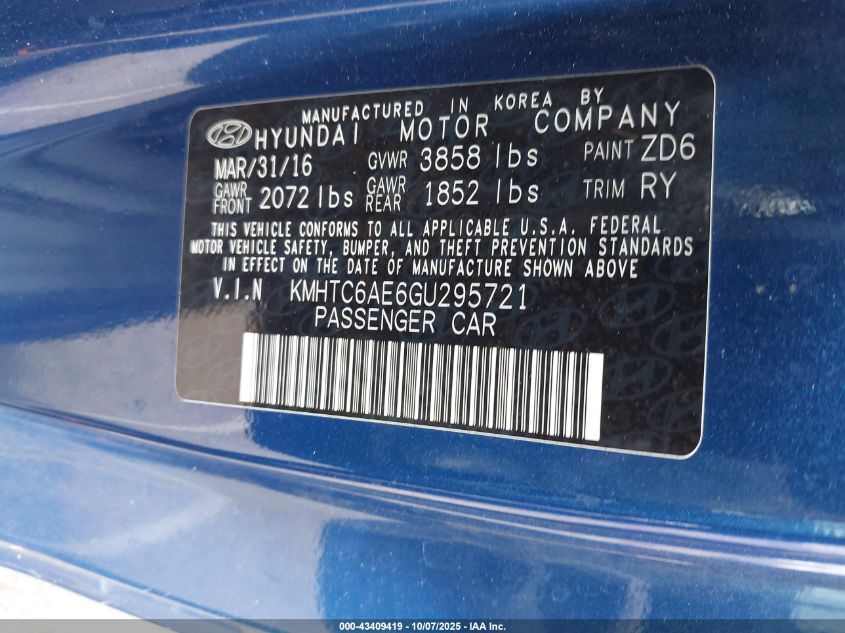 MANUFACTURED IN KOREA BY
HYUNDAI MOTOR COMPANY
MAR/31/16 GVWR 3858 lbs PAINT ZD6
GAWR FRONT 2072 lbs GAWR REAR 1852 lbs TRIM RY
THIS VEHICLE CONFORMS TO ALL APPLICABLE U.S.A. FEDERAL
MOTOR VEHICLE SAFETY, BUMPER, AND THEFT PREVENTION STANDARDS
IN EFFECT ON THE DATE OF MANUFACTURE SHOWN ABOVE
V.I.N KMHTC6AE6GU295721
PASSENGER CAR
000-43409419 - 10/07/2025 - IAA Inc.